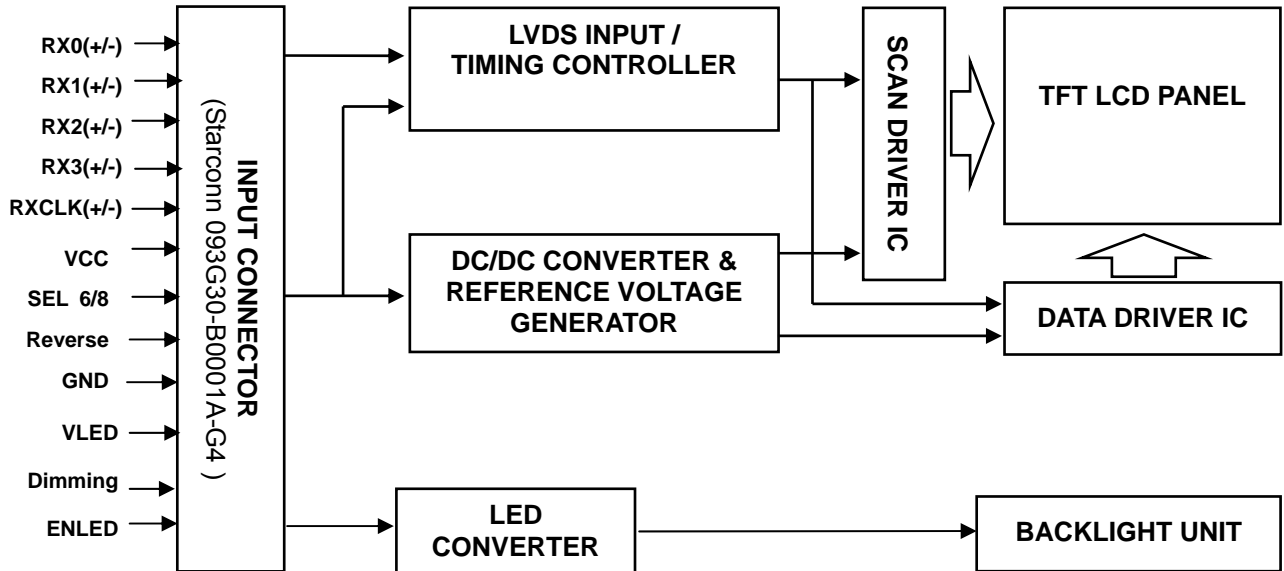 RX0(+/-)
RX1(+/-)
RX2(+/-)
RX3(+/-)
RXCLK(+/-)
VCC
SEL 6/8
Reverse
GND
VLED
Dimming
ENLED
INPUT CONNECTOR
(Starconn 093G30-B0001A-G4 )
LVDS INPUT /
TIMING CONTROLLER
DC/DC CONVERTER &
REFERENCE VOLTAGE
GENERATOR
LED
CONVERTER
SCAN DRIVER IC
TFT LCD PANEL
DATA DRIVER IC
BACKLIGHT UNIT